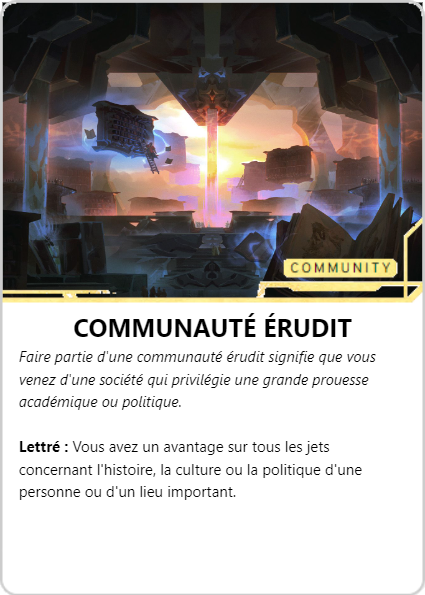 COMMUNITY
COMMUNAUTÉ ÉRUDIT
Faire partie d'une communauté érudit signifie que vous
venez d'une société qui privilégie une grande prouesse
académique ou politique.
Lettré : Vous avez un avantage sur tous les jets
concernant l'histoire, la culture ou la politique d'une
personne ou d'un lieu important.